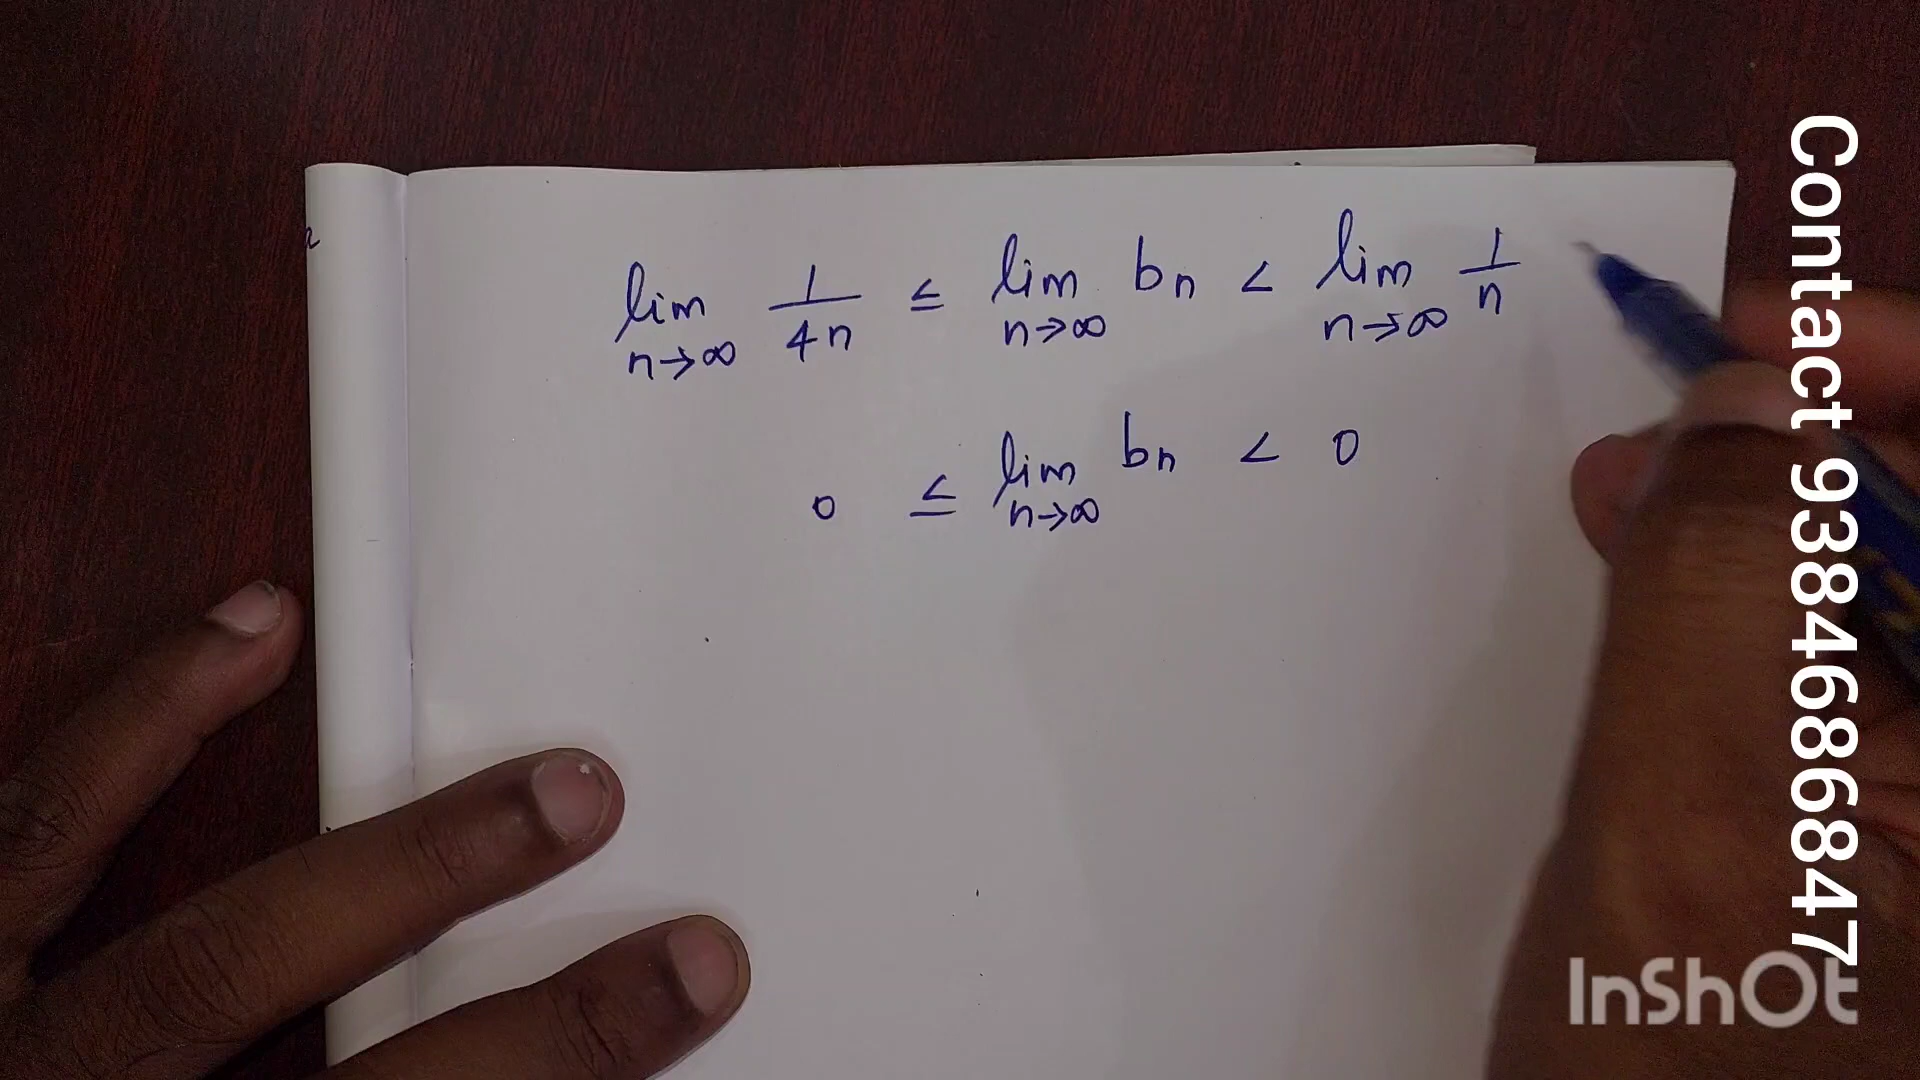 lim n→∞ 1/4n ≤ lim n→∞ bn < lim n→∞ 1/n
0 ≤ lim n→∞ bn < 0
Contact 9384686847
InShOt